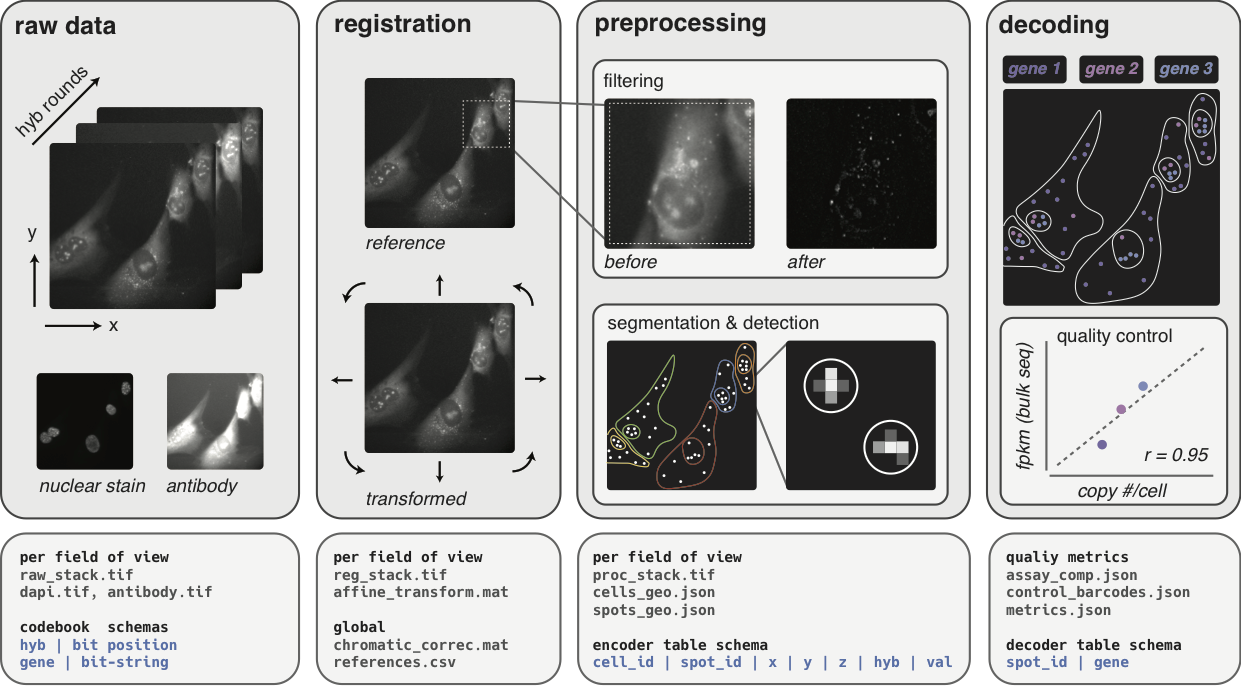 raw data
hyb rounds
y
x
nuclear stain
antibody
registration
reference
transformed
preprocessing
filtering
before
after
segmentation & detection
decoding
gene 1
gene 2
gene 3
quality control
fpkm (bulk seq)
r = 0.95
copy #/cell
per field of view
raw_stack.tif
dapi.tif, antibody.tif
codebook  schemas
hyb | bit position
gene | bit-string
per field of view
reg_stack.tif
affine_transform.mat
global
chromatic_correc.mat
references.csv
per field of view
proc_stack.tif
cells_geo.json
spots_geo.json
encoder table schema
cell_id | spot_id | x | y | z | hyb | val
qualiy metrics
assay_comp.json
control_barcodes.json
metrics.json
decoder table schema
spot_id | gene